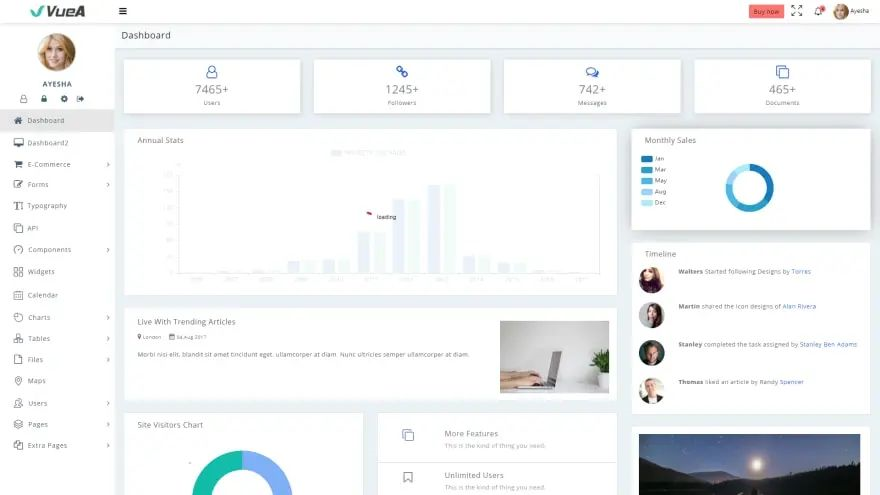 VueA
Buy now
Ayesha
Dashboard
AYESHA
Dashboard
Dashboard2
E-Commerce
Forms
Typography
API
Components
Widgets
Calendar
Charts
Tables
Files
Maps
Users
Pages
Extra Pages
7465+
Users
1245+
Followers
742+
Messages
465+
Documents
Annual Stats
loading
Monthly Sales
Jan
Mar
May
Aug
Dec
Timeline
Walters Started following Designs by Torres
Martin shared the icon designs of Alan Rivera
Stanley completed the task assigned by Stanley Ben Adams
Thomas liked an article by Randy Spencer
Live With Trending Articles
London
Morbi nisi elit, blandit sit amet tincidunt eget, ullamcorper at diam. Nunc ultricies semper ullamcorper at diam.
Site Visitors Chart
More Features
This is the kind of thing you need.
Unlimited Users
This is the kind of thing you need.